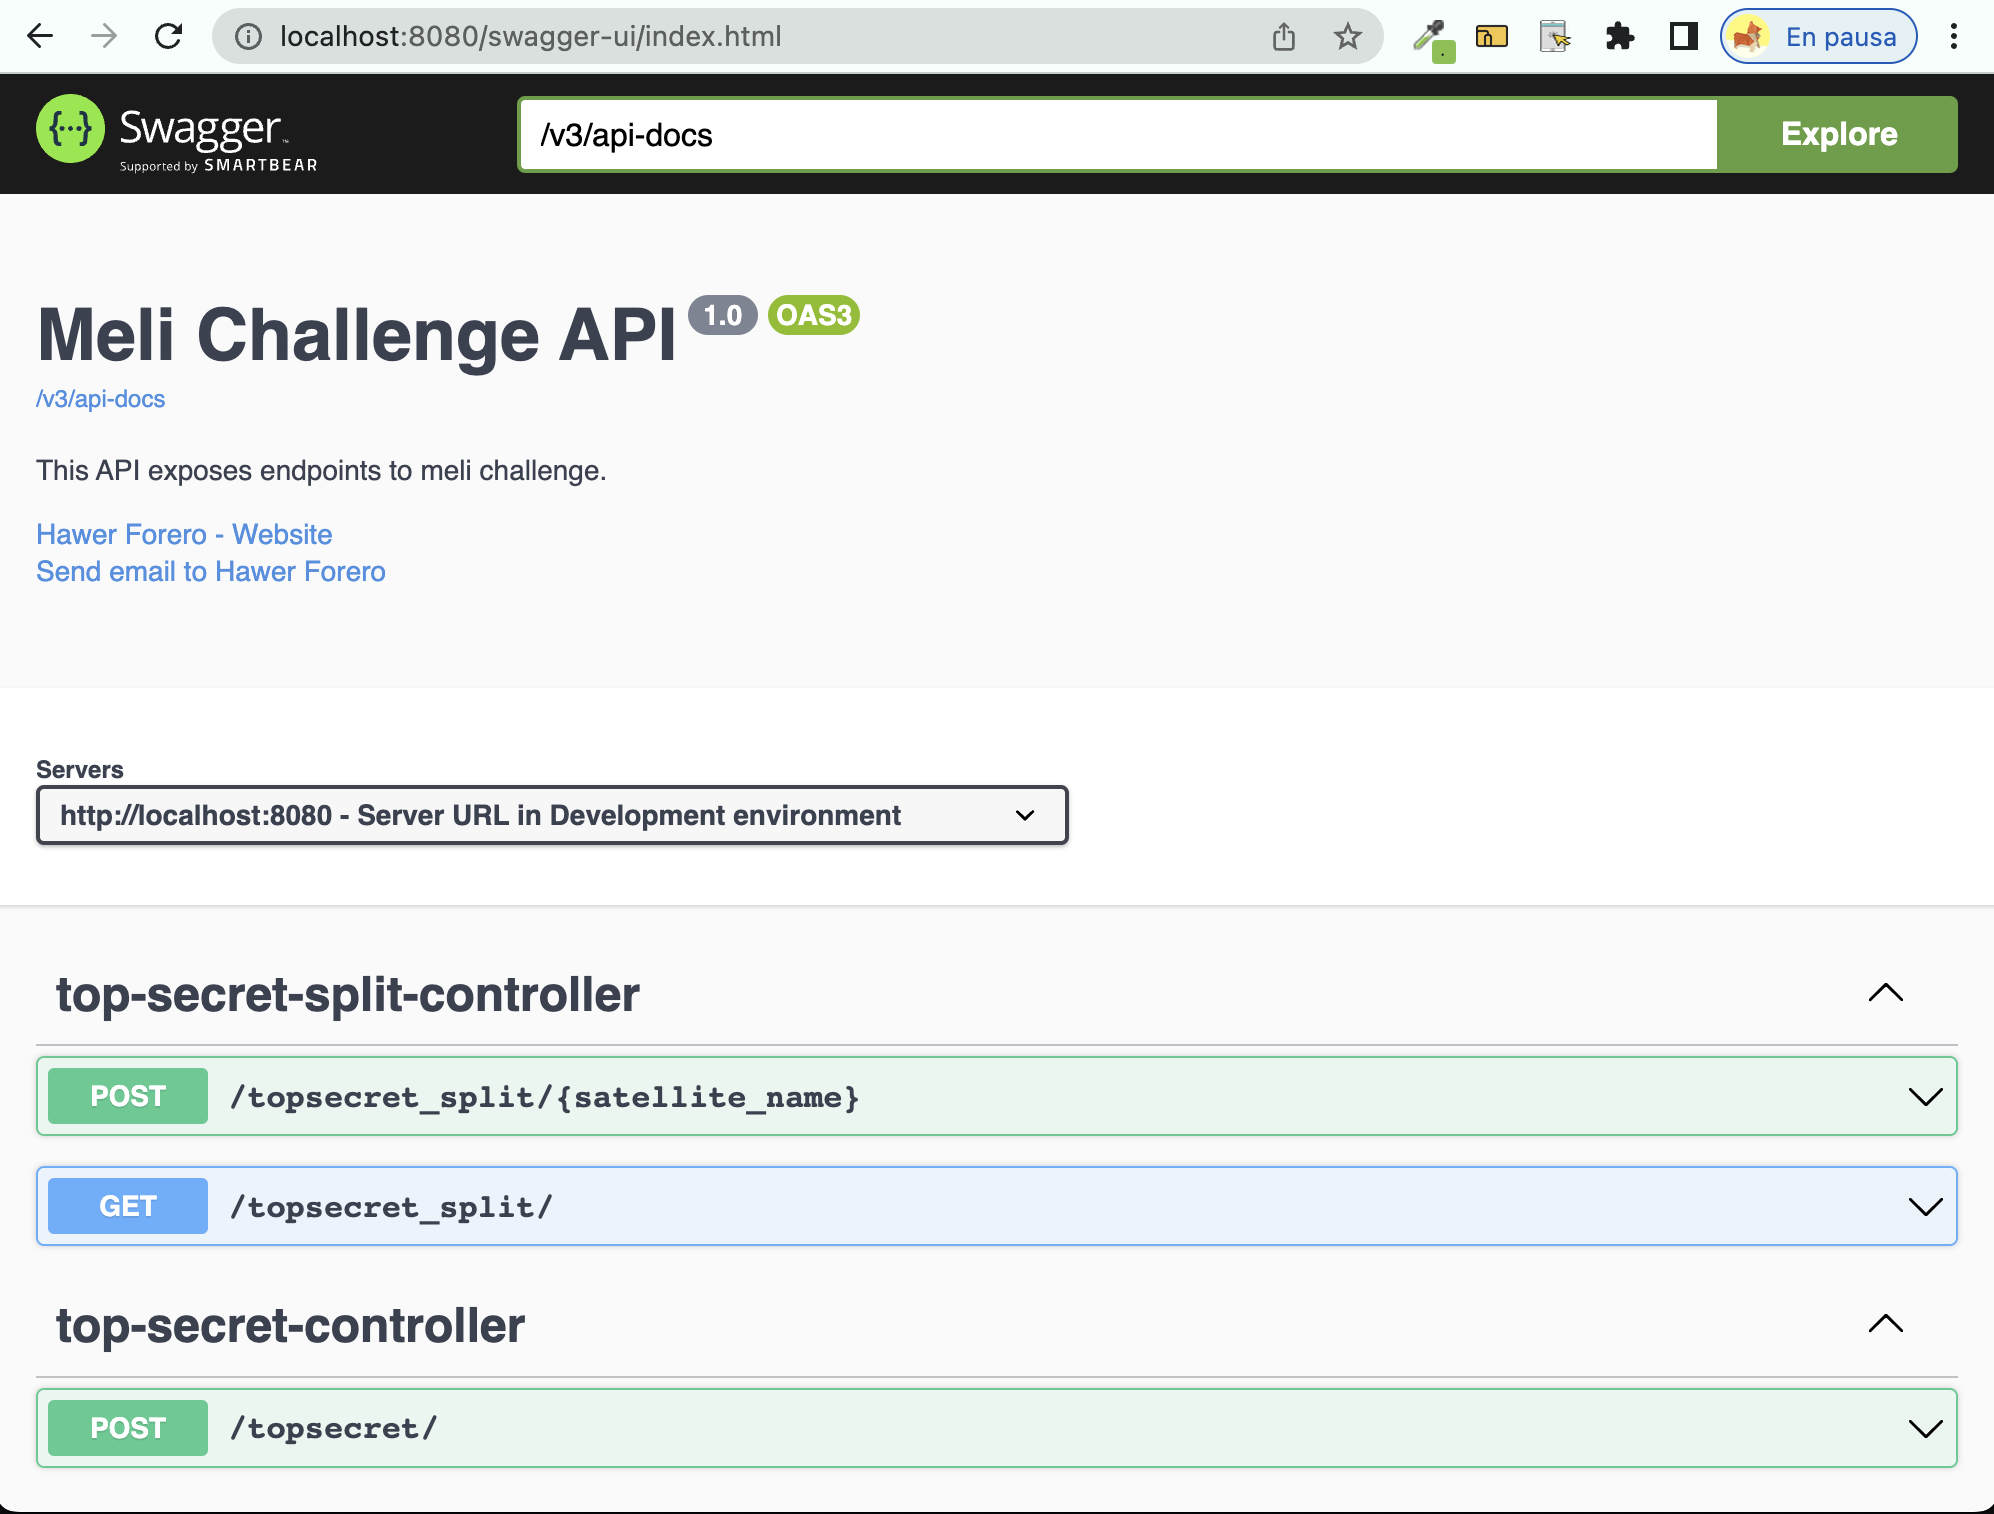 localhost:8080/swagger-ui/index.html
En pausa
{...} Swagger™
Supported by SMARTBEAR
/v3/api-docs
Explore
Meli Challenge API 1.0 OAS3
/v3/api-docs
This API exposes endpoints to meli challenge.
Hawer Forero - Website
Send email to Hawer Forero
Servers
http://localhost:8080 - Server URL in Development environment
top-secret-split-controller
POST /topsecret_split/{satellite_name}
GET /topsecret_split/
top-secret-controller
POST /topsecret/